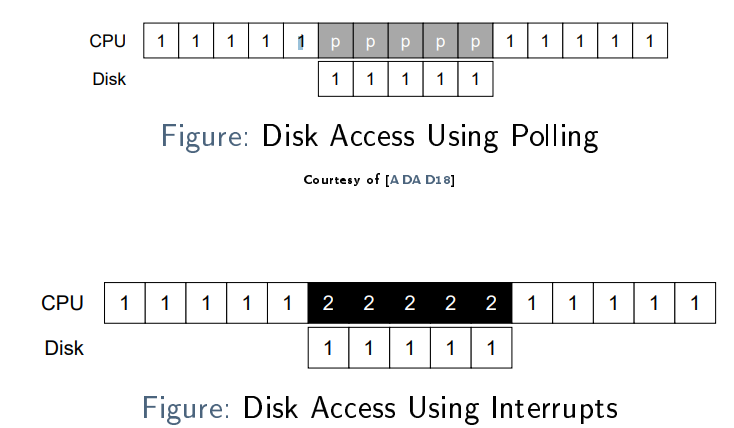 CPU 1 1 1 1 1 p p p p p 1 1 1 1 1
Disk 1 1 1 1 1
Figure: Disk Access Using Polling
Courtesy of [ADAD18]
CPU 1 1 1 1 1 2 2 2 2 2 1 1 1 1 1
Disk 1 1 1 1 1
Figure: Disk Access Using Interrupts